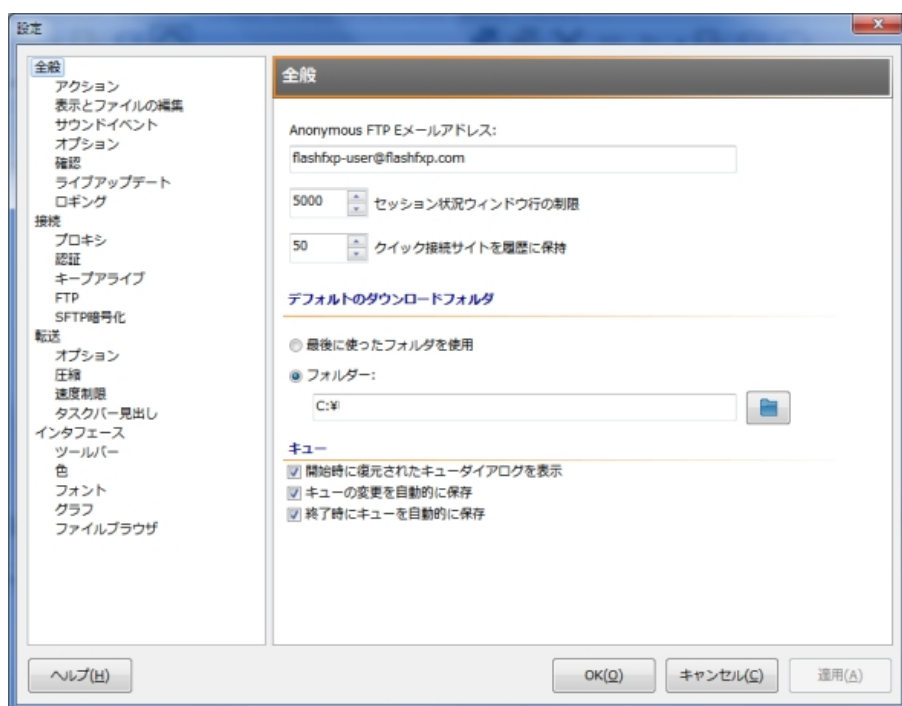 設定
全般
アクション
表示とファイルの編集
サウンドイベント
オプション
確認
ライブアップデート
ロギング
接続
プロキシ
認証
キープアライブ
FTP
SFTP暗号化
転送
オプション
圧縮
速度制限
タスクバー見出し
インタフェース
ツールバー
色
フォント
グラフ
ファイルブラウザ
全般
Anonymous FTP Eメールアドレス:
flashfxp-user@flashfxp.com
5000 セッション状況ウィンドウ行の制限
50 クイック接続サイトを履歴に保持
デフォルトのダウンロードフォルダ
最後に使ったフォルダを使用
フォルダー:
C:¥
キュー
開始時に復元されたキューダイアログを表示
キューの変更を自動的に保存
終了時にキューを自動的に保存
ヘルプ(H)
OK(O)
キャンセル(C)
適用(A)